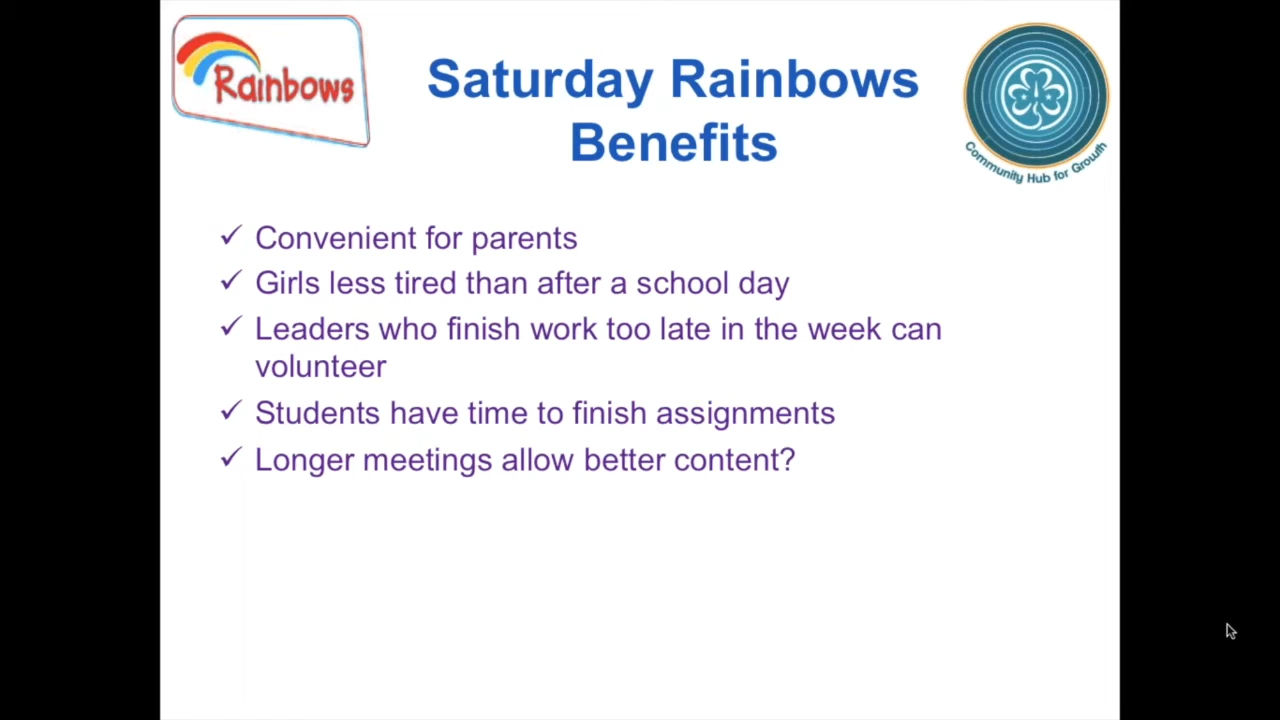 Rainbows
Saturday Rainbows
Benefits
Community Hub for Growth
✓ Convenient for parents
✓ Girls less tired than after a school day
✓ Leaders who finish work too late in the week can
volunteer
✓ Students have time to finish assignments
✓ Longer meetings allow better content?